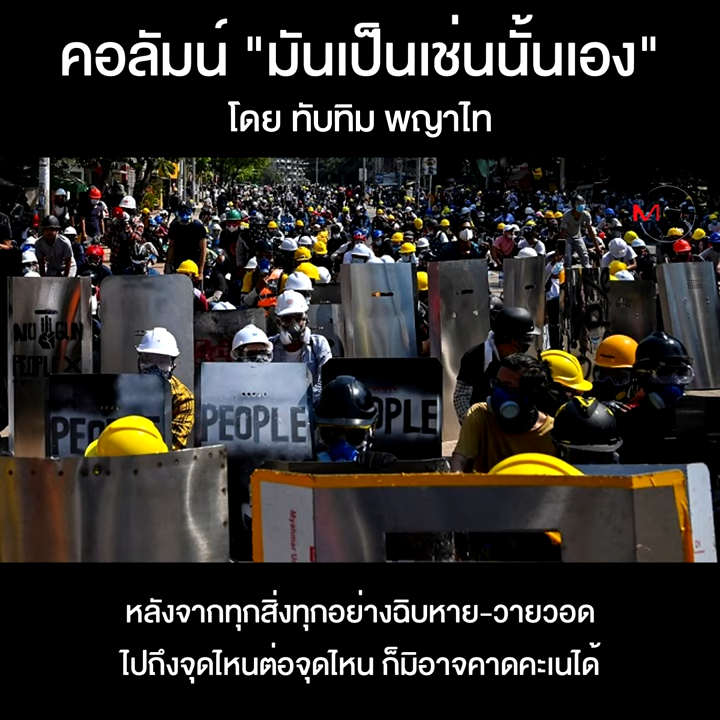 คอลัมน์ "มันเป็นเช่นนั้นเอง"
โดย ทับทิม พญาไท
M
PEOPLE
PEOPLE
PEOPLE
OPLE
หลังจากทุกสิ่งทุกอย่างฉิบหาย-วายวอด
ไปถึงจุดไหนต่อจุดไหน ก็มิอาจคาดคะเนได้